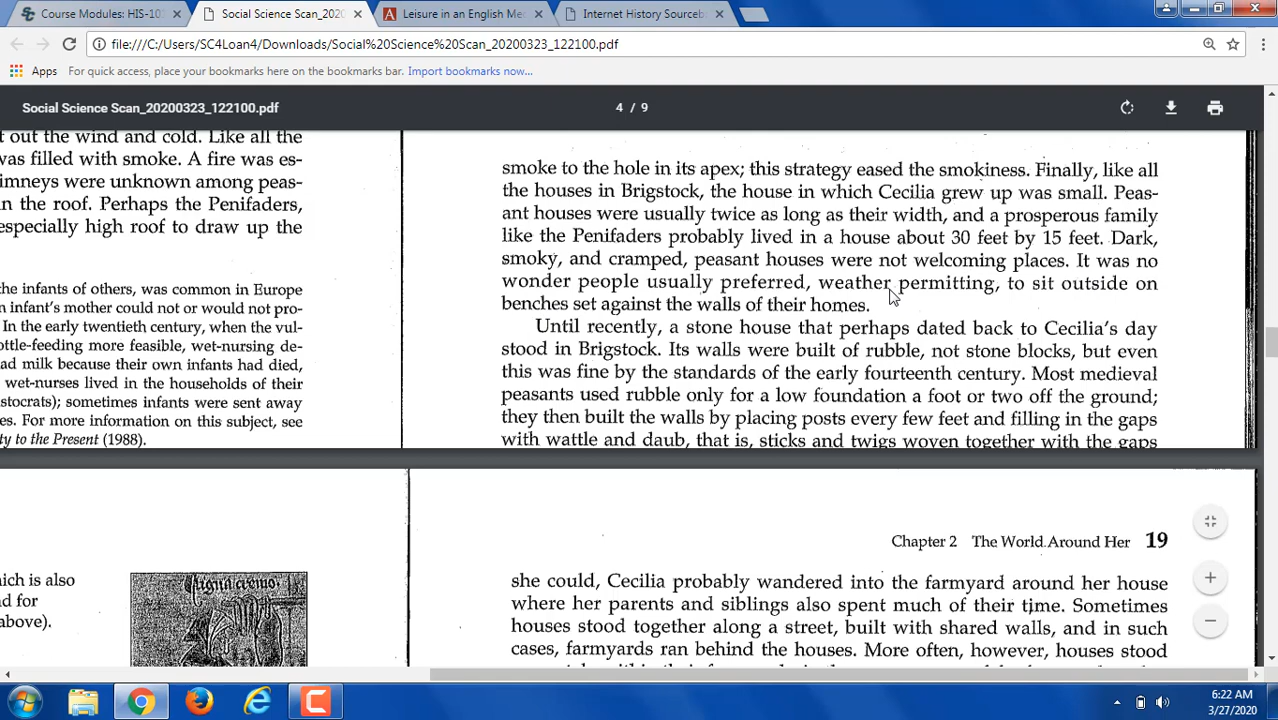 Course Modules: HIS-10
Social Science Scan_202
Leisure in an English Me
Internet History Sourceb
file:///C:/Users/SC4Loan4/Downloads/Social%20Science%20Scan_20200323_122100.pdf
Apps For quick access, place your bookmarks here on the bookmarks bar. Import bookmarks now...
Social Science Scan_20200323_122100.pdf
4 / 9
t out the wind and cold. Like all the
was filled with smoke. A fire was es-
imneys were unknown among peas-
n the roof. Perhaps the Penifaders,
especially high roof to draw up the
the infants of others, was common in Europe
n infant's mother could not or would not pro-
In the early twentieth century, when the vul-
ottle-feeding more feasible, wet-nursing de-
ad milk because their own infants had died,
wet-nurses lived in the households of their
stocrats); sometimes infants were sent away
es. For more information on this subject, see
ty to the Present (1988).
smoke to the hole in its apex; this strategy eased the smokiness. Finally, like all
the houses in Brigstock, the house in which Cecilia grew up was small. Peas-
ant houses were usually twice as long as their width, and a prosperous family
like the Penifaders probably lived in a house about 30 feet by 15 feet. Dark,
smoky, and cramped, peasant houses were not welcoming places. It was no
wonder people usually preferred, weather permitting, to sit outside on
benches set against the walls of their homes.
Until recently, a stone house that perhaps dated back to Cecilia's day
stood in Brigstock. Its walls were built of rubble, not stone blocks, but even
this was fine by the standards of the early fourteenth century. Most medieval
peasants used rubble only for a low foundation a foot or two off the ground;
they then built the walls by placing posts every few feet and filling in the gaps
with wattle and daub, that is, sticks and twigs woven together with the gaps
hich is also
d for
above).
Chapter 2 The World Around Her 19
she could, Cecilia probably wandered into the farmyard around her house
where her parents and siblings also spent much of their time. Sometimes
houses stood together along a street, built with shared walls, and in such
cases, farmyards ran behind the houses. More often, however, houses stood
6:22 AM
3/27/2020